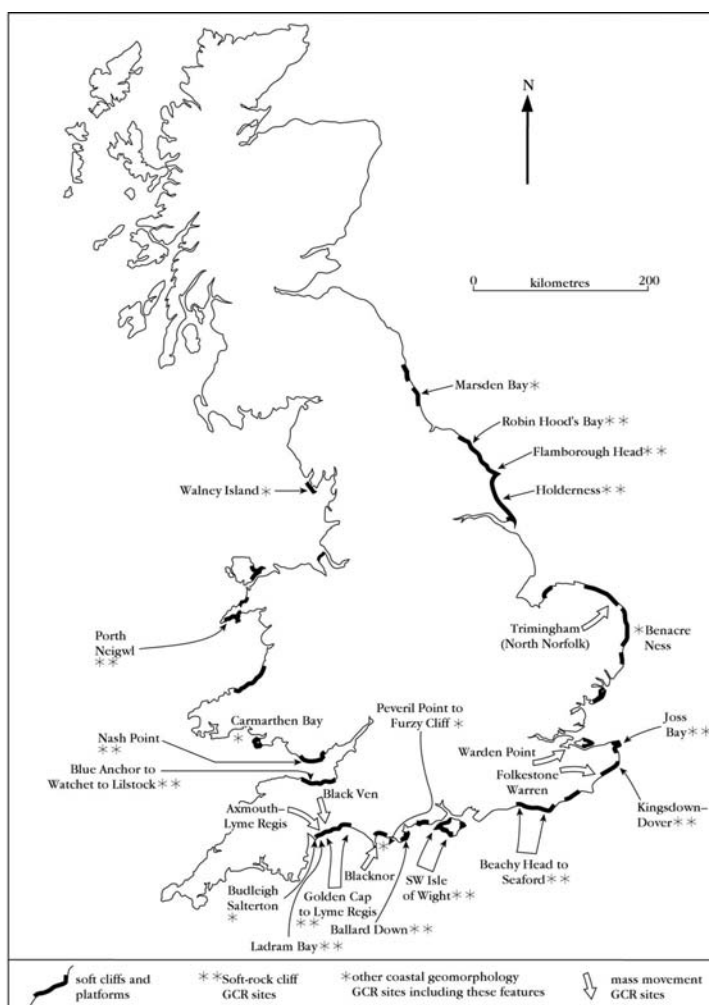 N
0 kilometres 200
Marsden Bay*
Robin Hood's Bay**
Flamborough Head**
Holderness**
Walney Island*
Trimingham
(North Norfolk)
*Benacre
Ness
Porth
Neigwl
**
Carmarthen Bay
*
Peveril Point to
Furzy Cliff *
Joss
Bay**
Nash Point
**
Warden Point
Blue Anchor to
Watchet to Lilstock**
Folkestone
Warren
Black Ven
Axmouth–
Lyme Regis
Kingsdown–
Dover**
Beachy Head to
Seaford**
Blacknor
*
SW Isle
of Wight**
Budleigh
Salterton
*
Golden Cap
to Lyme Regis
**
Ballard Down**
Ladram Bay**
soft cliffs and
platforms
**Soft-rock cliff
GCR sites
*other coastal geomorphology
GCR sites including these features
mass movement
GCR sites